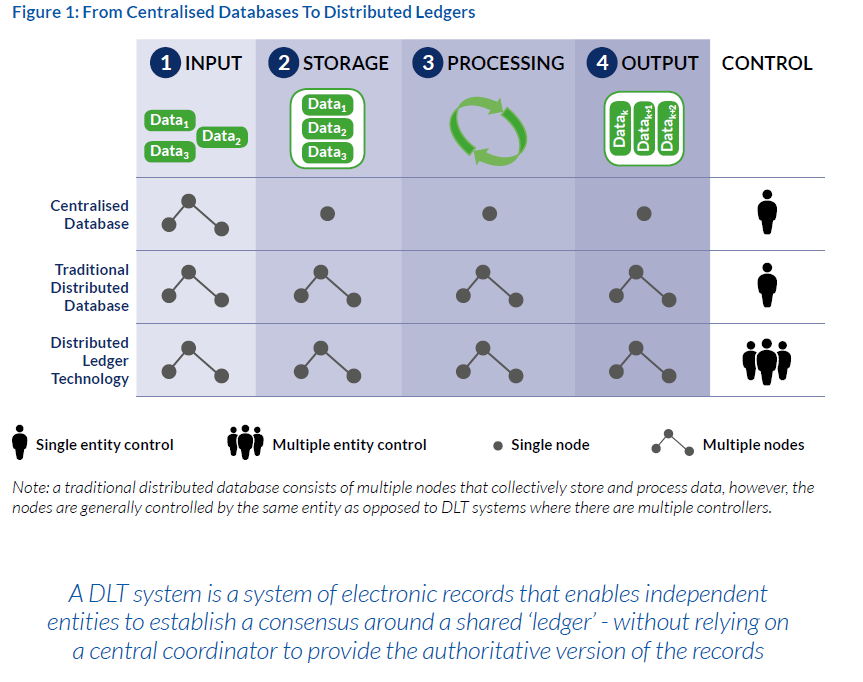 Figure 1: From Centralised Databases To Distributed Ledgers
1 INPUT 2 STORAGE 3 PROCESSING 4 OUTPUT CONTROL
Data1
Data2
Data3
Data1
Data2
Data3
Datak
Datak+1
Datak+2
Centralised
Database
Traditional
Distributed
Database
Distributed
Ledger
Technology
Single entity control Multiple entity control Single node Multiple nodes
Note: a traditional distributed database consists of multiple nodes that collectively store and process data, however, the
nodes are generally controlled by the same entity as opposed to DLT systems where there are multiple controllers.
A DLT system is a system of electronic records that enables independent
entities to establish a consensus around a shared ‘ledger’ - without relying on
a central coordinator to provide the authoritative version of the records